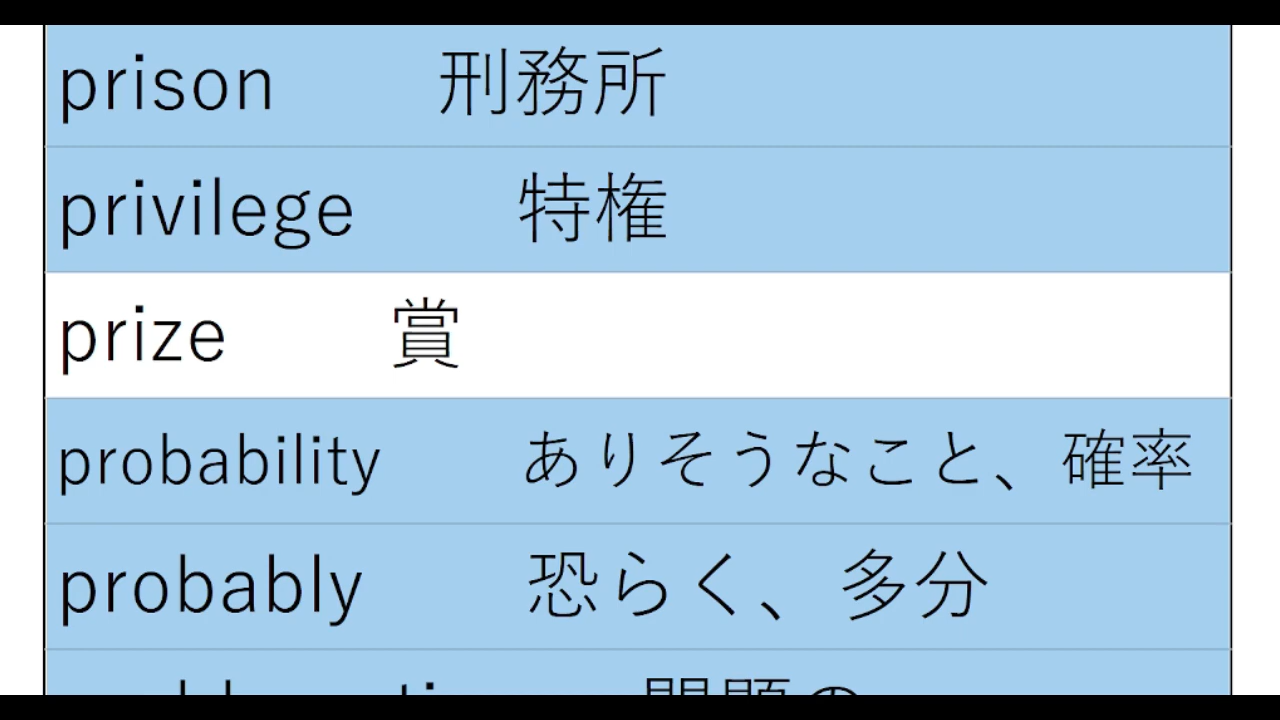 prison 刑務所
privilege 特権
prize 賞
probability ありそうなこと、確率
probably 恐らく、多分